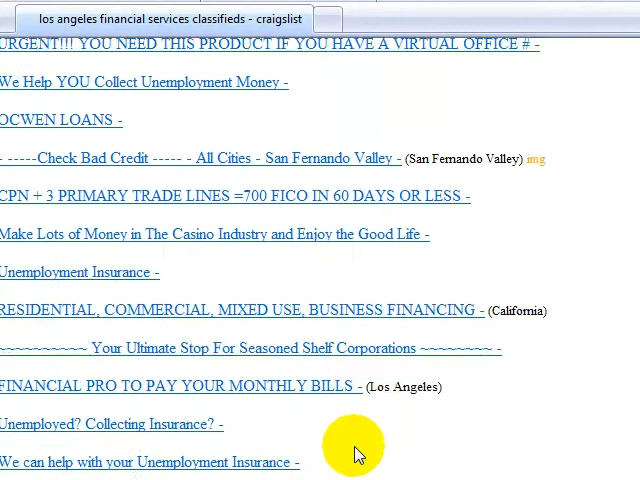 los angeles financial services classifieds - craigslist
URGENT!!! YOU NEED THIS PRODUCT IF YOU HAVE A VIRTUAL OFFICE # -
We Help YOU Collect Unemployment Money -
OCWEN LOANS -
- -----Check Bad Credit ----- - All Cities - San Fernando Valley - (San Fernando Valley) img
CPN + 3 PRIMARY TRADE LINES =700 FICO IN 60 DAYS OR LESS -
Make Lots of Money in The Casino Industry and Enjoy the Good Life -
Unemployment Insurance -
RESIDENTIAL, COMMERCIAL, MIXED USE, BUSINESS FINANCING - (California)
~~~~~~~~~~ Your Ultimate Stop For Seasoned Shelf Corporations ~~~~~~~~ -
FINANCIAL PRO TO PAY YOUR MONTHLY BILLS - (Los Angeles)
Unemployed? Collecting Insurance? -
We can help with your Unemployment Insurance -